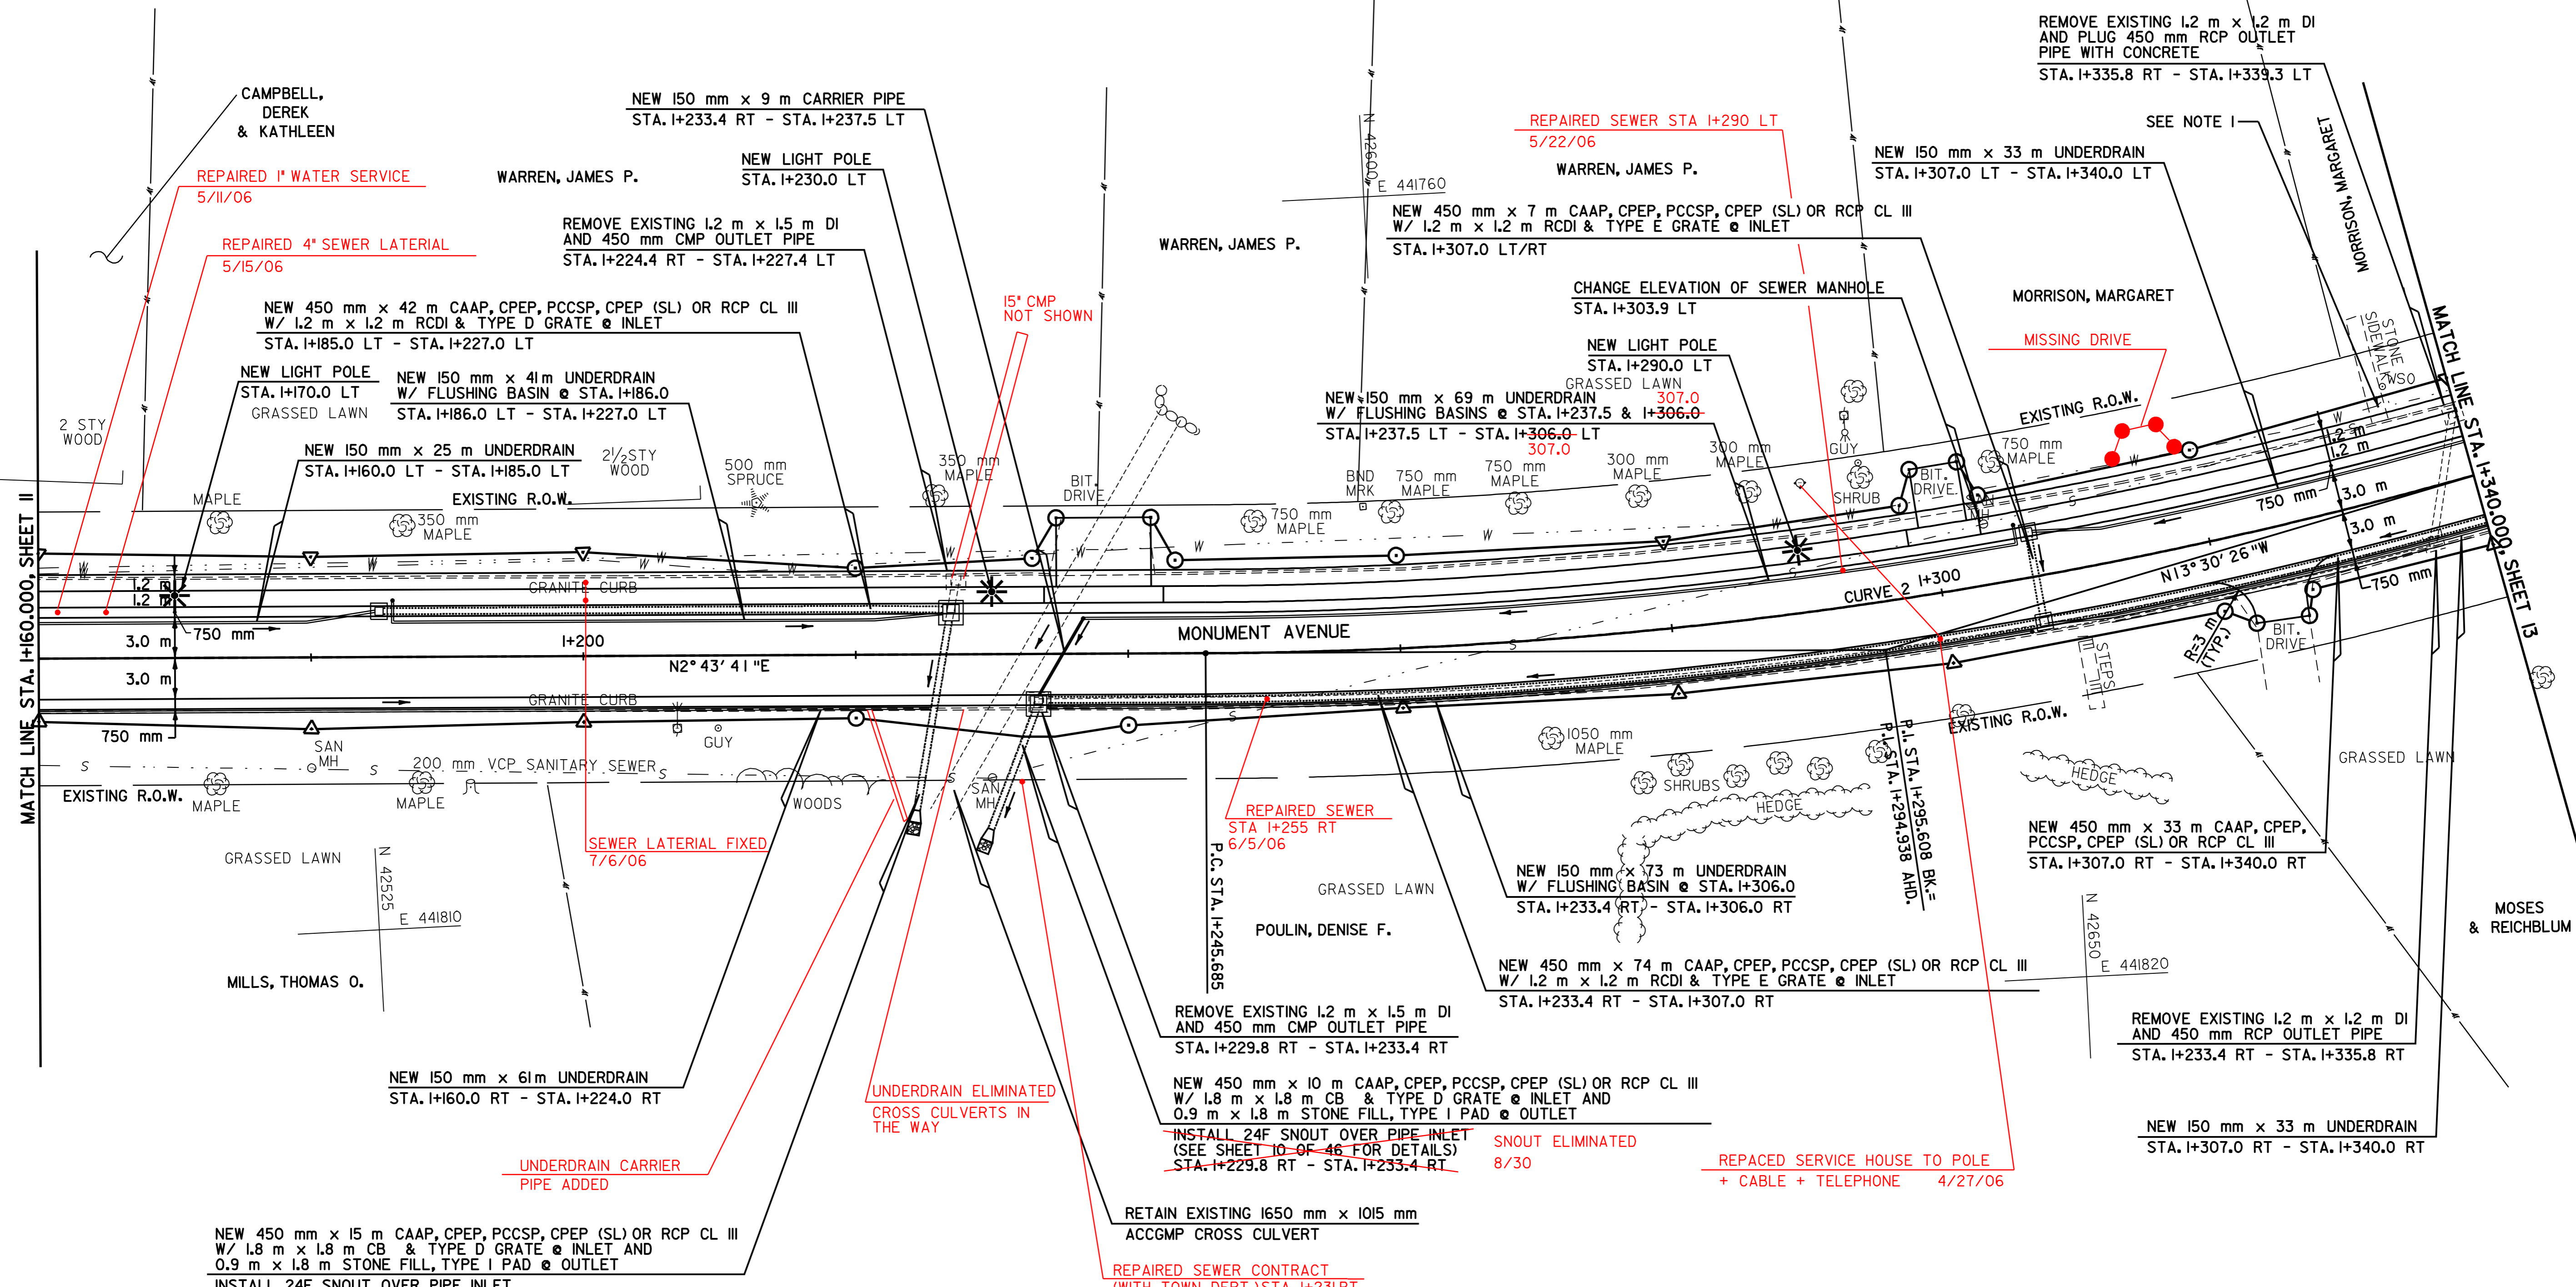 REMOVE EXISTING 1.2 m x 1.2 m DI
AND PLUG 450 mm RCP OUTLET
PIPE WITH CONCRETE
STA. 1+335.8 RT - STA. 1+339.3 LT
CAMPBELL,
DEREK
& KATHLEEN
NEW 150 mm x 9 m CARRIER PIPE
STA. 1+233.4 RT - STA. 1+237.5 LT
REPAIRED SEWER STA 1+290 LT
5/22/06
SEE NOTE 1
NEW LIGHT POLE
STA. 1+230.0 LT
WARREN, JAMES P.
NEW 150 mm x 33 m UNDERDRAIN
STA. 1+307.0 LT - STA. 1+340.0 LT
MORRISON, MARGARET
REPAIRED 1" WATER SERVICE
5/11/06
WARREN, JAMES P.
N 42600
E 441760
REMOVE EXISTING 1.2 m x 1.5 m DI
AND 450 mm CMP OUTLET PIPE
STA. 1+224.4 RT - STA. 1+227.4 LT
NEW 450 mm x 7 m CAAP, CPEP, PCCSP, CPEP (SL) OR RCP CL III
W/ 1.2 m x 1.2 m RCDI & TYPE E GRATE @ INLET
STA. 1+307.0 LT/RT
REPAIRED 4" SEWER LATERIAL
5/15/06
WARREN, JAMES P.
CHANGE ELEVATION OF SEWER MANHOLE
STA. 1+303.9 LT
MORRISON, MARGARET
NEW 450 mm x 42 m CAAP, CPEP, PCCSP, CPEP (SL) OR RCP CL III
W/ 1.2 m x 1.2 m RCDI & TYPE D GRATE @ INLET
STA. 1+185.0 LT - STA. 1+227.0 LT
15" CMP
NOT SHOWN
MISSING DRIVE
STONE
SIDEWALK
WSO
NEW LIGHT POLE
STA. 1+290.0 LT
NEW LIGHT POLE
STA. 1+170.0 LT
GRASSED LAWN
NEW 150 mm x 41 m UNDERDRAIN
W/ FLUSHING BASIN @ STA. 1+186.0
STA. 1+186.0 LT - STA. 1+227.0 LT
GRASSED LAWN
NEW 150 mm x 69 m UNDERDRAIN
307.0
W/ FLUSHING BASINS @ STA. 1+237.5 & 1+306.0
STA. 1+237.5 LT - STA. 1+306.0 LT
307.0
2 STY
WOOD
NEW 150 mm x 25 m UNDERDRAIN
STA. 1+160.0 LT - STA. 1+185.0 LT
2½ STY
WOOD
500 mm
SPRUCE
350 mm
MAPLE
BIT.
DRIVE
BND
MRK
750 mm
MAPLE
750 mm
MAPLE
300 mm
MAPLE
300 mm
MAPLE
GUY
SHRUB
BIT.
DRIVE
SAN
MH
750 mm
MAPLE
EXISTING R.O.W.
MAPLE
EXISTING R.O.W.
350 mm
MAPLE
750 mm
MAPLE
W
W
W
W
W
W
W
W
W
W
W
W
W
S
S
S
1.2 m
1.2 m
3.0 m
3.0 m
750 mm
750 mm
1.2 m
1.2 m
750 mm
3.0 m
3.0 m
750 mm
GRANITE CURB
1+200
N2° 43' 41 "E
MONUMENT AVENUE
CURVE 2
1+300
N13° 30' 26 "W
GRANITE CURB
R=3 m
(TYP.)
BIT.
DRIVE
STEPS
MATCH LINE STA. 1+160.000, SHEET 11
MATCH LINE STA. 1+340.000, SHEET 13
S
S
SAN
MH
S
S
200 mm VCP SANITARY SEWER
S
S
GUY
SAN
MH
EXISTING R.O.W.
MAPLE
MAPLE
WOODS
1050 mm
MAPLE
SHRUBS
HEDGE
EXISTING R.O.W.
HEDGE
GRASSED LAWN
P.I. STA. 1+295.608 BK.=
P.I. STA. 1+294.938 AHD.
P.C. STA. 1+245.685
REPAIRED SEWER
STA 1+255 RT
6/5/06
SEWER LATERIAL FIXED
7/6/06
GRASSED LAWN
N 42525
E 441810
NEW 450 mm x 33 m CAAP, CPEP,
PCCSP, CPEP (SL) OR RCP CL III
STA. 1+307.0 RT - STA. 1+340.0 RT
NEW 150 mm x 73 m UNDERDRAIN
W/ FLUSHING BASIN @ STA. 1+306.0
STA. 1+233.4 RT - STA. 1+306.0 RT
GRASSED LAWN
POULIN, DENISE F.
MOSES
& REICHBLUM
N 42650
E 441820
MILLS, THOMAS O.
NEW 450 mm x 74 m CAAP, CPEP, PCCSP, CPEP (SL) OR RCP CL III
W/ 1.2 m x 1.2 m RCDI & TYPE E GRATE @ INLET
STA. 1+233.4 RT - STA. 1+307.0 RT
REMOVE EXISTING 1.2 m x 1.5 m DI
AND 450 mm CMP OUTLET PIPE
STA. 1+229.8 RT - STA. 1+233.4 RT
REMOVE EXISTING 1.2 m x 1.2 m DI
AND 450 mm RCP OUTLET PIPE
STA. 1+233.4 RT - STA. 1+335.8 RT
NEW 150 mm x 61 m UNDERDRAIN
STA. 1+160.0 RT - STA. 1+224.0 RT
UNDERDRAIN ELIMINATED
CROSS CULVERTS IN
THE WAY
NEW 450 mm x 10 m CAAP, CPEP, PCCSP, CPEP (SL) OR RCP CL III
W/ 1.8 m x 1.8 m CB & TYPE D GRATE @ INLET AND
0.9 m x 1.8 m STONE FILL, TYPE 1 PAD @ OUTLET
INSTALL 24F SNOUT OVER PIPE INLET
(SEE SHEET 10 OF 46 FOR DETAILS)
STA. 1+229.8 RT - STA. 1+233.4 RT
SNOUT ELIMINATED
8/30
NEW 150 mm x 33 m UNDERDRAIN
STA. 1+307.0 RT - STA. 1+340.0 RT
UNDERDRAIN CARRIER
PIPE ADDED
REPACED SERVICE HOUSE TO POLE
+ CABLE + TELEPHONE 4/27/06
RETAIN EXISTING 1650 mm x 1015 mm
ACCGMP CROSS CULVERT
NEW 450 mm x 15 m CAAP, CPEP, PCCSP, CPEP (SL) OR RCP CL III
W/ 1.8 m x 1.8 m CB & TYPE D GRATE @ INLET AND
0.9 m x 1.8 m STONE FILL, TYPE 1 PAD @ OUTLET
INSTALL 24F SNOUT OVER PIPE INLET
REPAIRED SEWER CONTRACT
(WITH TOWN DEPT.) STA 1+231 RT